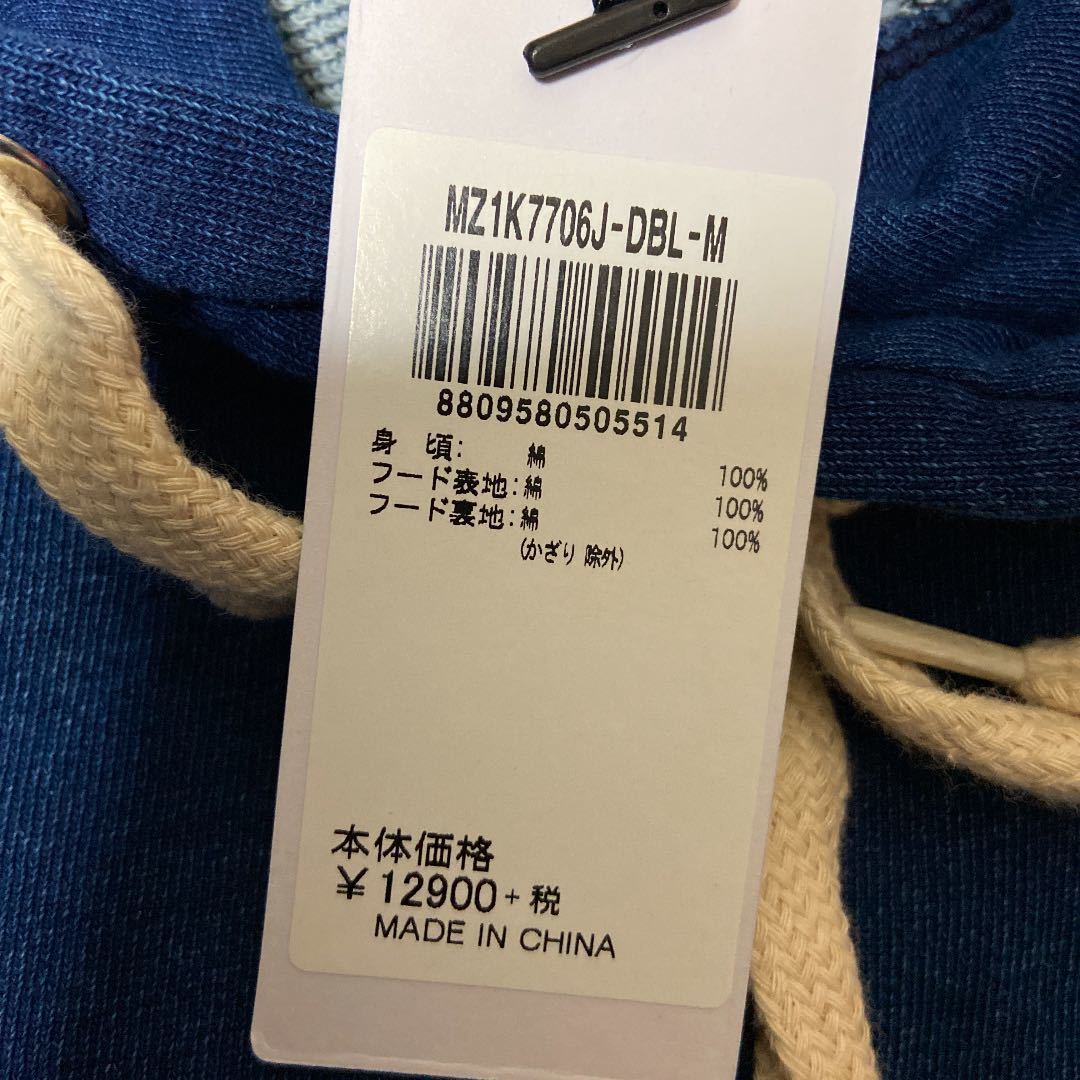 MZ1K7706J-DBL-M
8809580505514
身 頃: 綿 100%
フード表地:綿 100%
フード裏地:綿 100%
(かざり 除外)
本体価格
¥ 12900 + 税
MADE IN CHINA